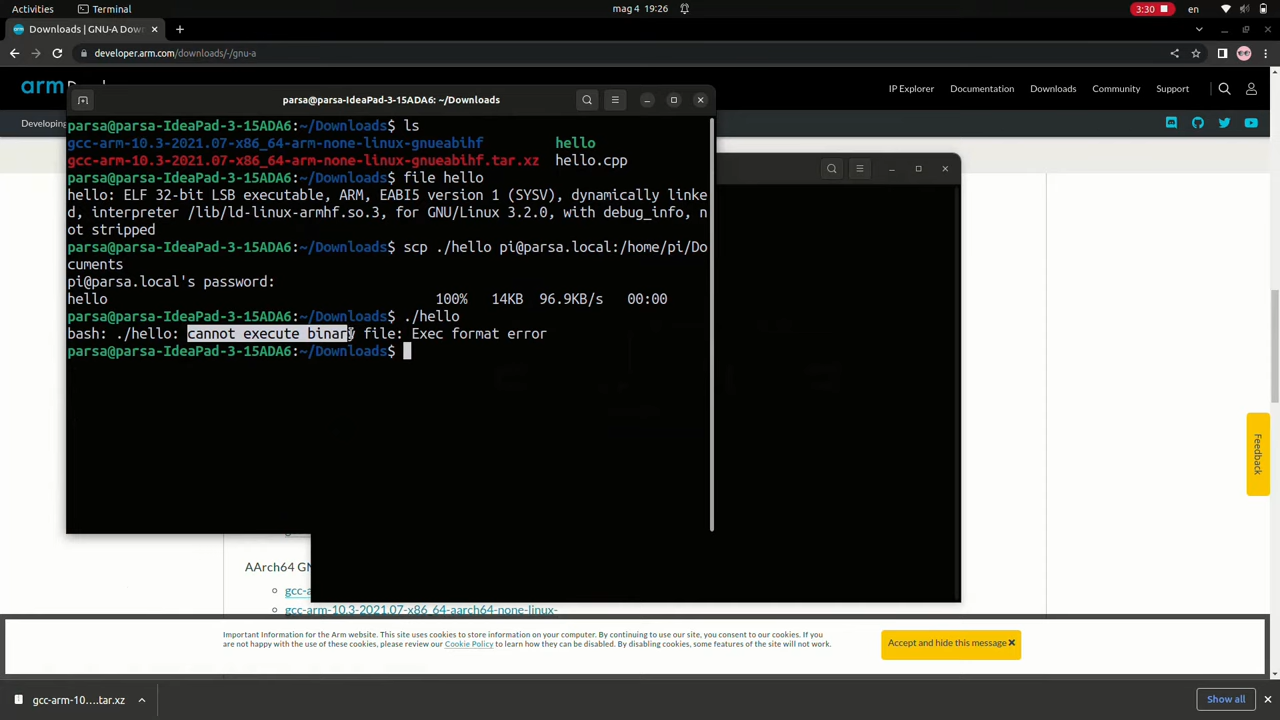 Activities
Terminal
mag 4 19:26
3:30
en
Downloads | GNU-A Dow
developer.arm.com/downloads/-/gnu-a
arm
IP Explorer
Documentation
Downloads
Community
Support
Developing
parsa@parsa-IdeaPad-3-15ADA6: ~/Downloads
parsa@parsa-IdeaPad-3-15ADA6:~/Downloads$ ls
gcc-arm-10.3-2021.07-x86_64-arm-none-linux-gnueabihf hello
gcc-arm-10.3-2021.07-x86_64-arm-none-linux-gnueabihf.tar.xz hello.cpp
parsa@parsa-IdeaPad-3-15ADA6:~/Downloads$ file hello
hello: ELF 32-bit LSB executable, ARM, EABI5 version 1 (SYSV), dynamically linke
d, interpreter /lib/ld-linux-armhf.so.3, for GNU/Linux 3.2.0, with debug_info, n
ot stripped
parsa@parsa-IdeaPad-3-15ADA6:~/Downloads$ scp ./hello pi@parsa.local:/home/pi/Do
cuments
pi@parsa.local's password:
hello 100% 14KB 96.9KB/s 00:00
parsa@parsa-IdeaPad-3-15ADA6:~/Downloads$ ./hello
bash: ./hello: cannot execute binary file: Exec format error
parsa@parsa-IdeaPad-3-15ADA6:~/Downloads$
Feedback
AArch64 GN
gcc-a
gcc-arm-10.3-2021.07-x86_64-aarch64-none-linux-
Important Information for the Arm website. This site uses cookies to store information on your computer. By continuing to use our site, you consent to our cookies. If you
are not happy with the use of these cookies, please review our Cookie Policy to learn how they can be disabled. By disabling cookies, some features of the site will not work.
Accept and hide this message
gcc-arm-10....tar.xz
Show all